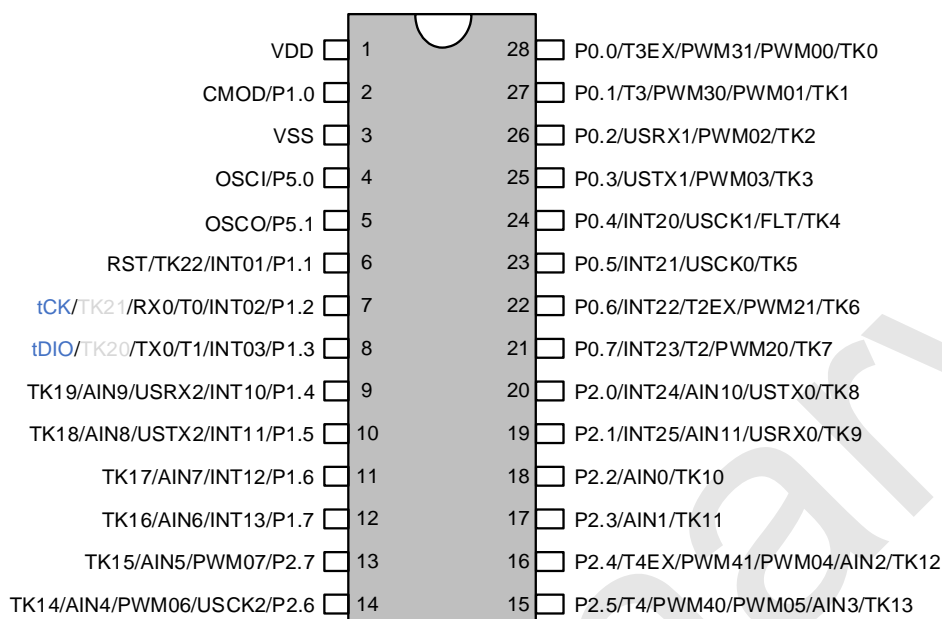 VDD 1 28 P0.0/T3EX/PWM31/PWM00/TK0
CMOD/P1.0 2 27 P0.1/T3/PWM30/PWM01/TK1
VSS 3 26 P0.2/USRX1/PWM02/TK2
OSCI/P5.0 4 25 P0.3/USTX1/PWM03/TK3
OSCO/P5.1 5 24 P0.4/INT20/USCK1/FLT/TK4
RST/TK22/INT01/P1.1 6 23 P0.5/INT21/USCK0/TK5
tCK/TK21/RX0/T0/INT02/P1.2 7 22 P0.6/INT22/T2EX/PWM21/TK6
tDIO/TK20/TX0/T1/INT03/P1.3 8 21 P0.7/INT23/T2/PWM20/TK7
TK19/AIN9/USRX2/INT10/P1.4 9 20 P2.0/INT24/AIN10/USTX0/TK8
TK18/AIN8/USTX2/INT11/P1.5 10 19 P2.1/INT25/AIN11/USRX0/TK9
TK17/AIN7/INT12/P1.6 11 18 P2.2/AIN0/TK10
TK16/AIN6/INT13/P1.7 12 17 P2.3/AIN1/TK11
TK15/AIN5/PWM07/P2.7 13 16 P2.4/T4EX/PWM41/PWM04/AIN2/TK12
TK14/AIN4/PWM06/USCK2/P2.6 14 15 P2.5/T4/PWM40/PWM05/AIN3/TK13